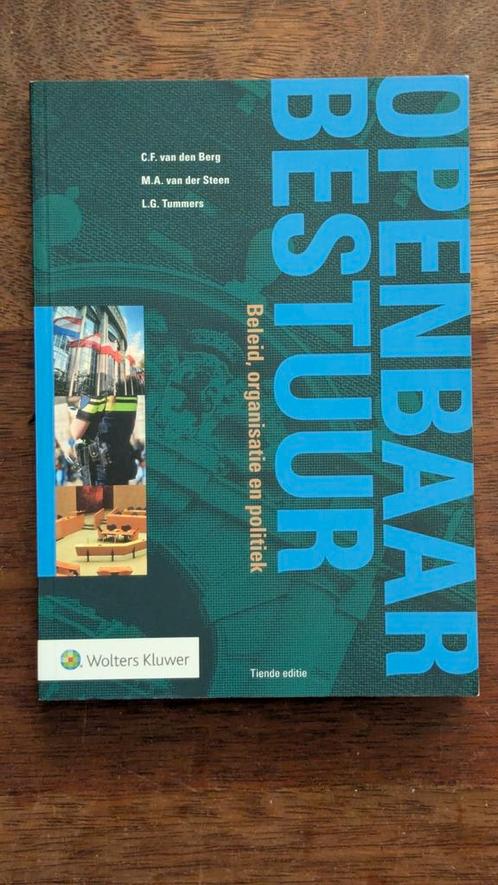 C.F. van den Berg
M.A. van der Steen
L.G. Tummers
OPENBAAR
BESTUUR
Beleid, organisatie en politiek
Wolters Kluwer
Tiende editie